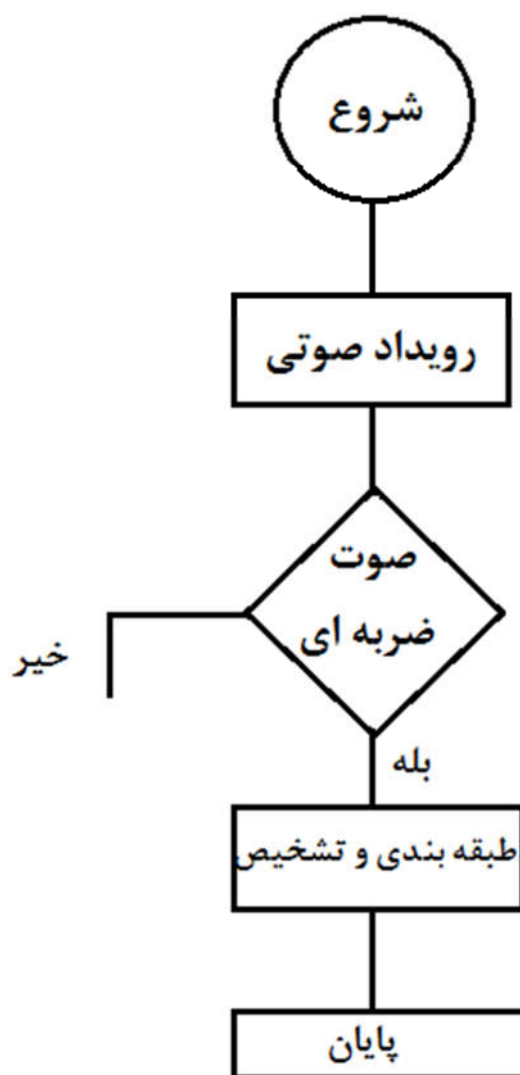 شروع
رویداد صوتی
صوت
ضربه ای
خیر
بله
طبقه بندی و تشخیص
پایان